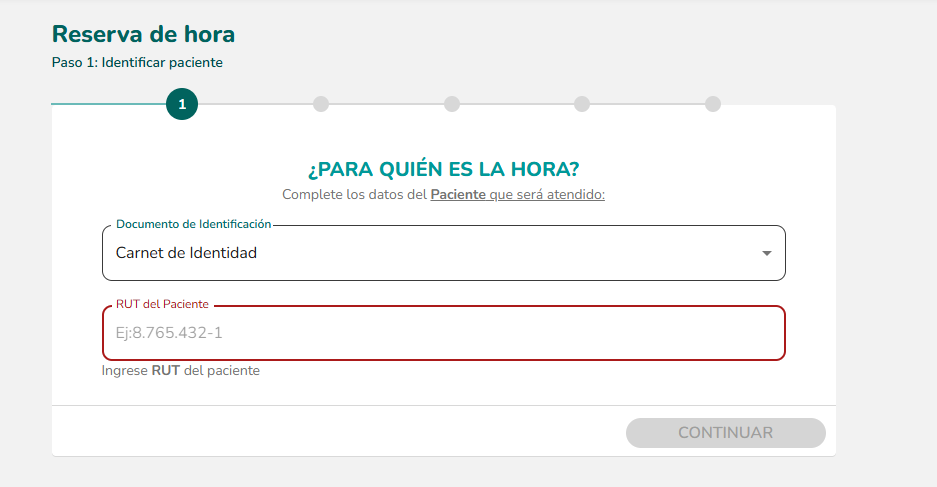 Reserva de hora
Paso 1: Identificar paciente
1
¿PARA QUIÉN ES LA HORA?
Complete los datos del Paciente que será atendido:
Documento de Identificación
Carnet de Identidad
RUT del Paciente
Ej:8.765.432-1
Ingrese RUT del paciente
CONTINUAR